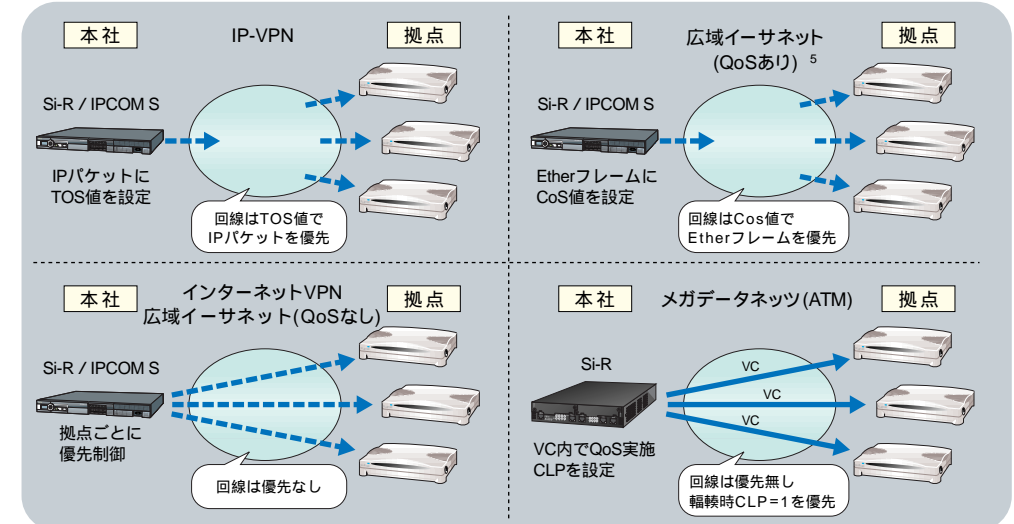 本社
IP-VPN
拠点
Si-R / IPCOM S
IPパケットに
TOS値を設定
回線はTOS値で
IPパケットを優先
本社
広域イーサネット
(QoSあり) 5
拠点
Si-R / IPCOM S
Etherフレームに
CoS値を設定
回線はCos値で
Etherフレームを優先
本社
インターネットVPN
広域イーサネット(QoSなし)
拠点
Si-R / IPCOM S
拠点ごとに
優先制御
回線は優先なし
本社
メガデータネッツ(ATM)
拠点
Si-R
VC
VC
VC
VC内でQoS実施
CLPを設定
回線は優先無し
輻輳時CLP=1を優先